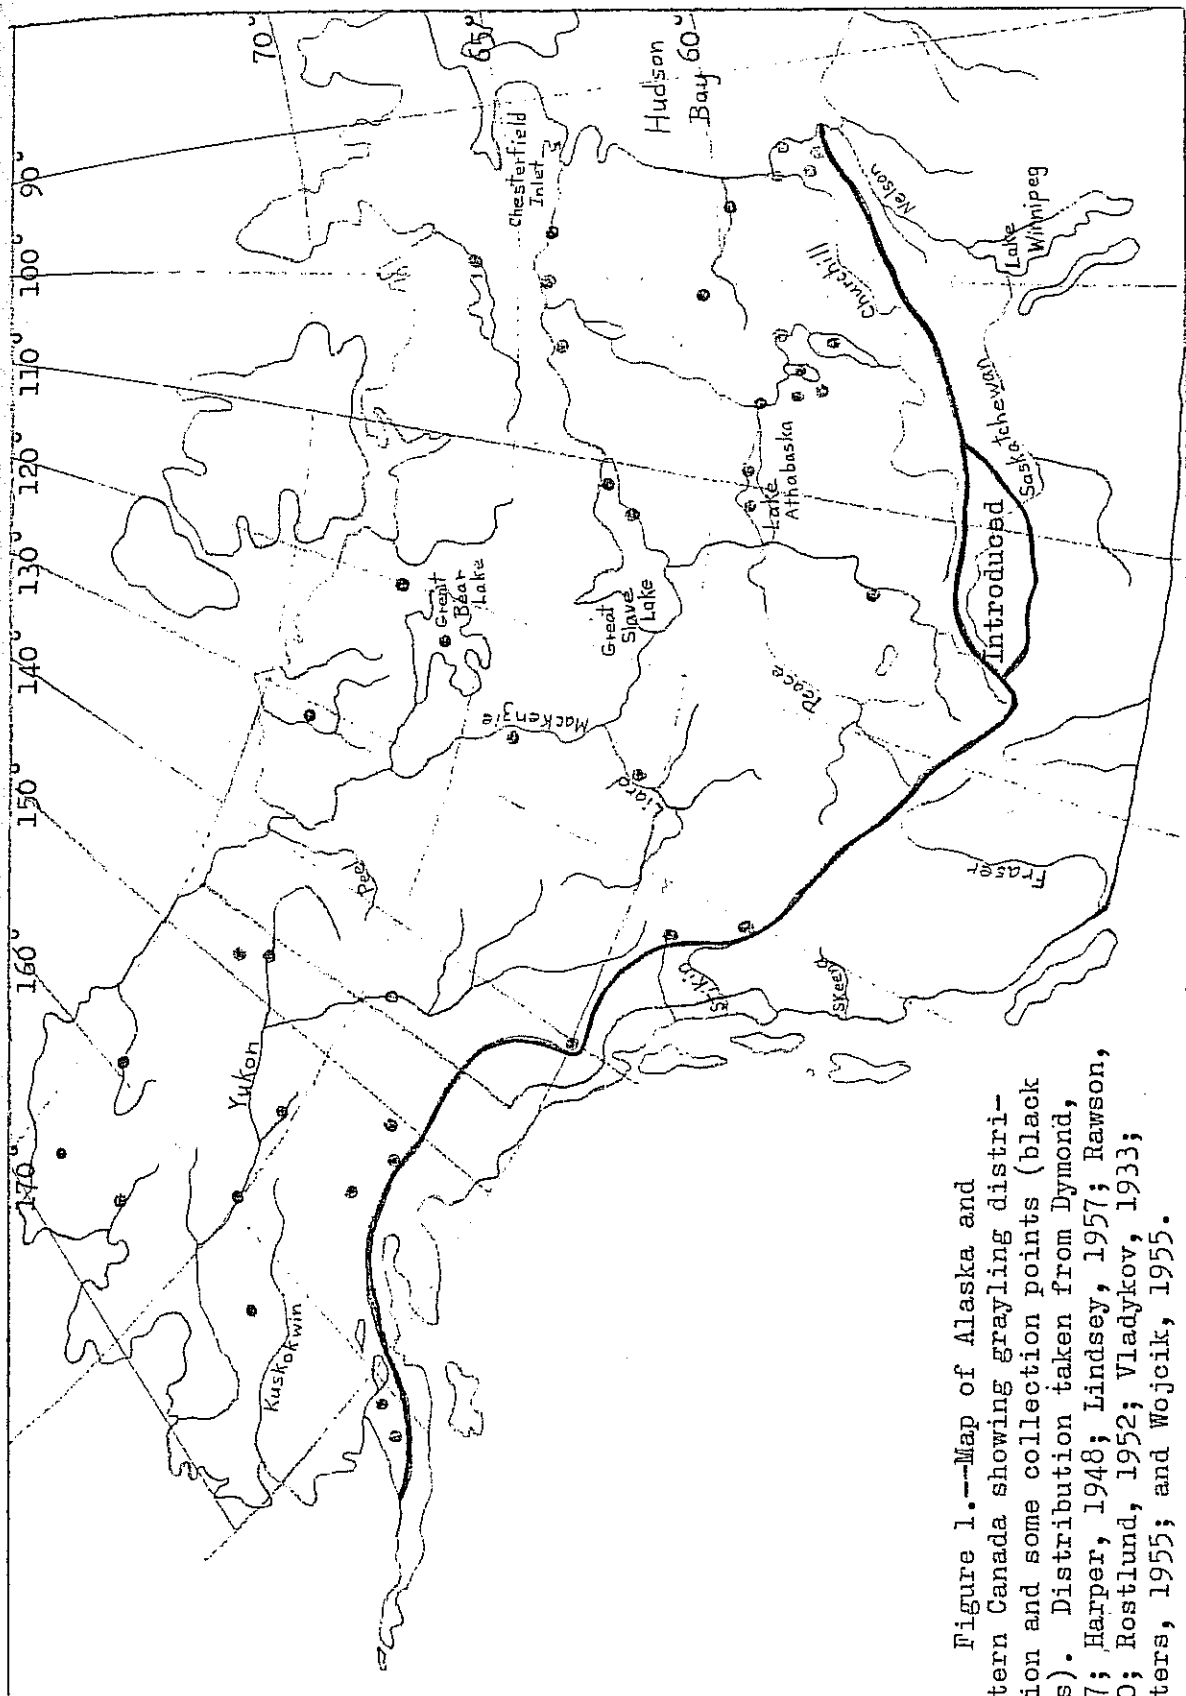 170°
160°
150°
140°
130°
120°
110°
100°
90°
70°
65°
60°
Kuskokwin
Yukon
Peel
Mackenzie
Great
Bear
Lake
Liard
Great
Slave
Lake
Chesterfield
Inlet
Hudson
Bay
Lake
Athabaska
Peace
Churchill
Nelson
Lake
Winnipeg
Saskatchewan
Introduced
Fraser
Skeena
Stikin
Figure 1.--Map of Alaska and
tern Canada showing grayling distri-
ion and some collection points (black
s). Distribution taken from Dymond,
7; Harper, 1948; Lindsey, 1957; Rawson,
0; Rostlund, 1952; Vladykov, 1933;
ters, 1955; and Wojcik, 1955.